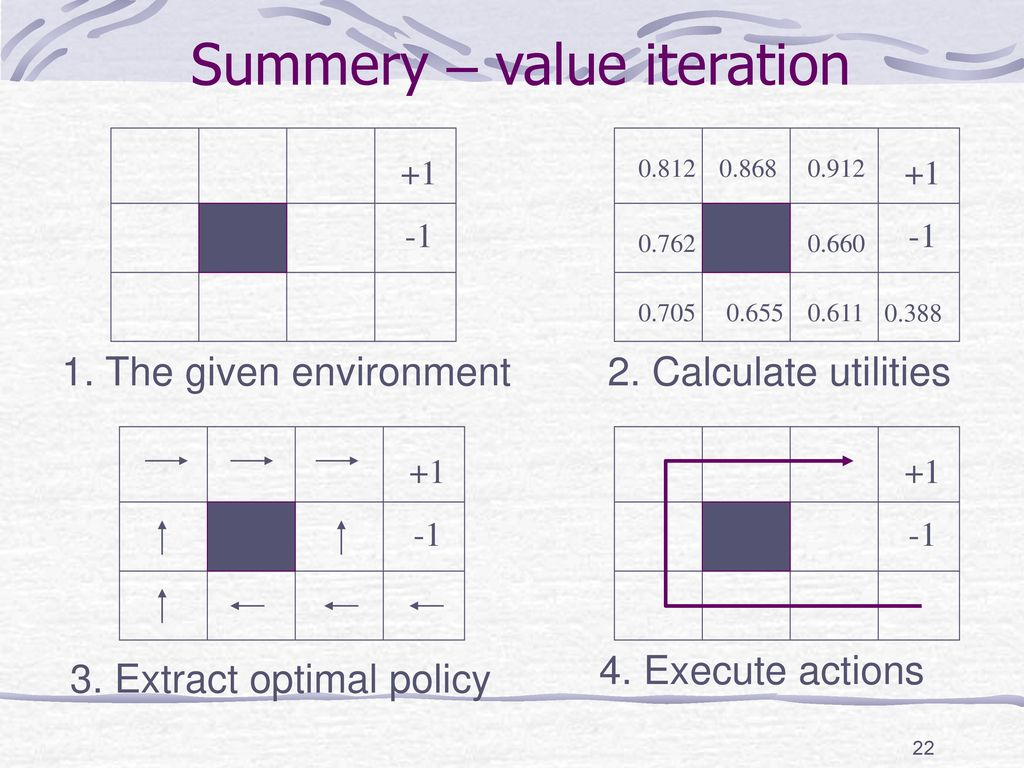 Summery – value iteration
+1
-1
0.812 0.868 0.912 +1
0.762 0.660 -1
0.705 0.655 0.611 0.388
1. The given environment
2. Calculate utilities
+1
-1
+1
-1
3. Extract optimal policy
4. Execute actions
22